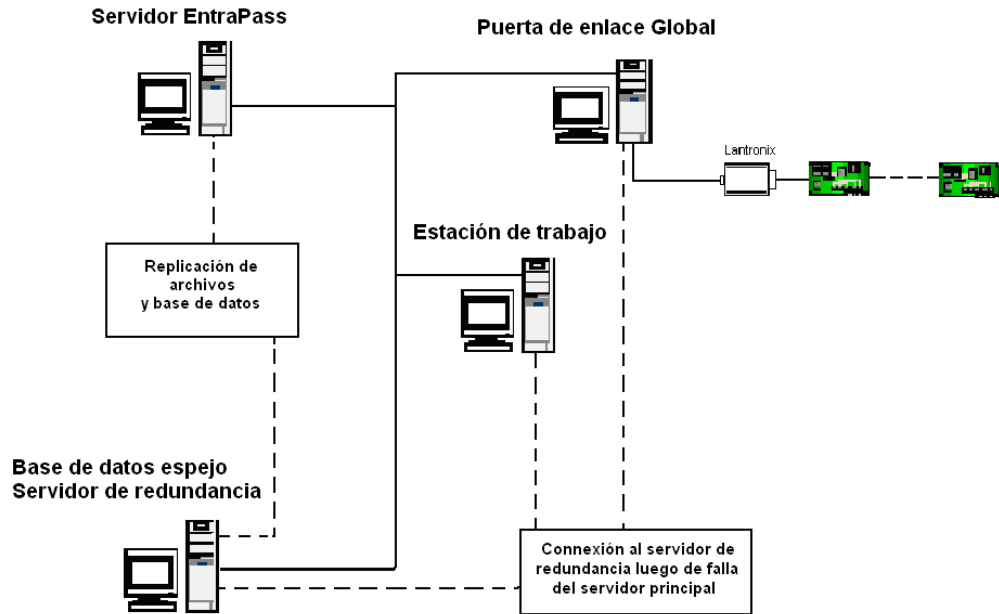 Servidor EntraPass
Puerta de enlace Global
Lantronix
Estación de trabajo
Replicación de
archivos
y base de datos
Base de datos espejo
Servidor de redundancia
Connexión al servidor de
redundancia luego de falla
del servidor principal